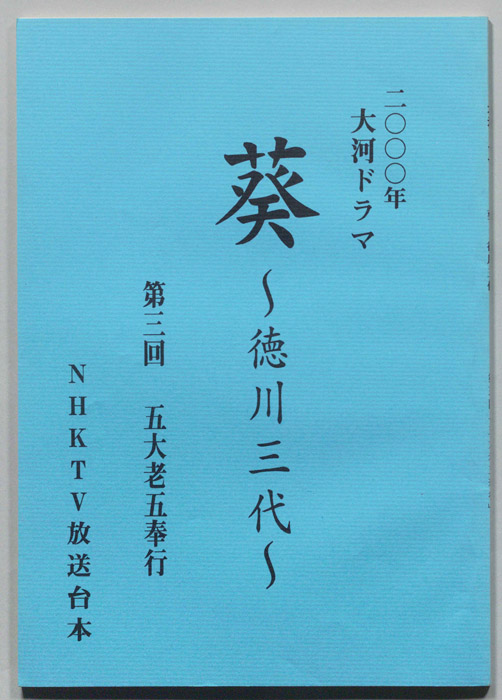 二〇〇〇年
大河ドラマ
葵
～徳川三代～
第三回 五大老五奉行
NHKTV放送台本